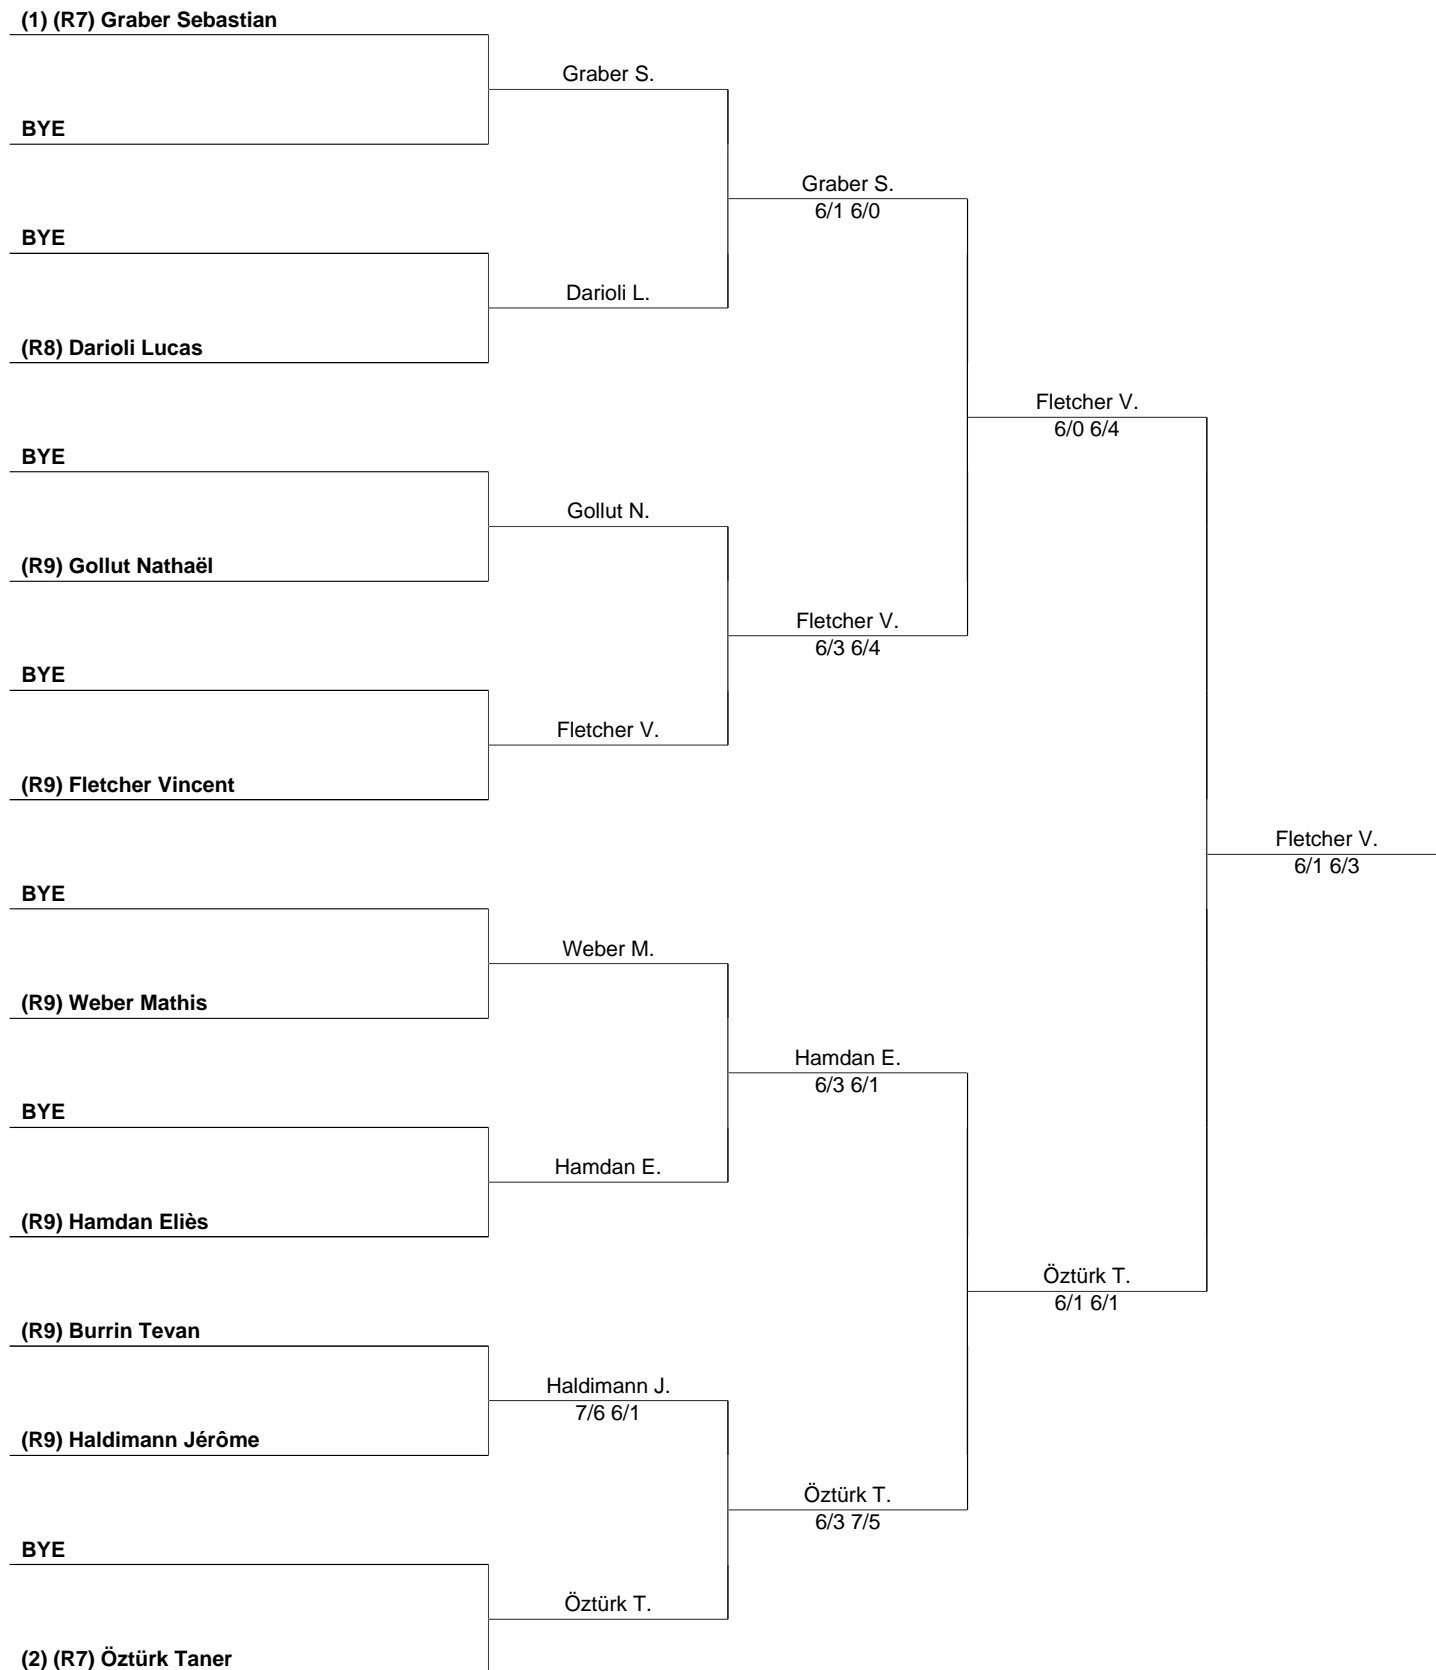 (1) (R7) Graber Sebastian
Graber S.
BYE
Graber S.
6/1 6/0
BYE
Darioli L.
(R8) Darioli Lucas
Fletcher V.
6/0 6/4
BYE
Gollut N.
(R9) Gollut Nathaël
Fletcher V.
6/3 6/4
BYE
Fletcher V.
(R9) Fletcher Vincent
Fletcher V.
6/1 6/3
BYE
Weber M.
(R9) Weber Mathis
Hamdan E.
6/3 6/1
BYE
Hamdan E.
(R9) Hamdan Eliès
Öztürk T.
6/1 6/1
(R9) Burrin Tevan
Haldimann J.
7/6 6/1
(R9) Haldimann Jérôme
Öztürk T.
6/3 7/5
BYE
Öztürk T.
(2) (R7) Öztürk Taner